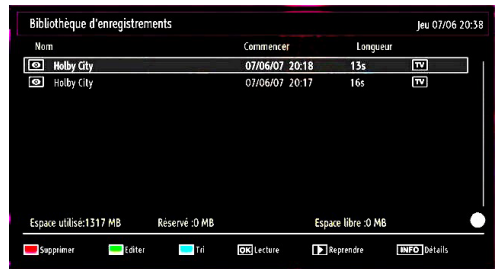 Bibliothèque d'enregistrements Jeu 07/06 20:38
Nom Commencer Longueur
Holby City 07/06/07 20:18 13s TV
Holby City 07/06/07 20:17 16s TV
Espace utilisé:1317 MB Réservé :0 MB Espace libre :0 MB
Supprimer Editer Tri OK Lecture Reprendre INFO Détails